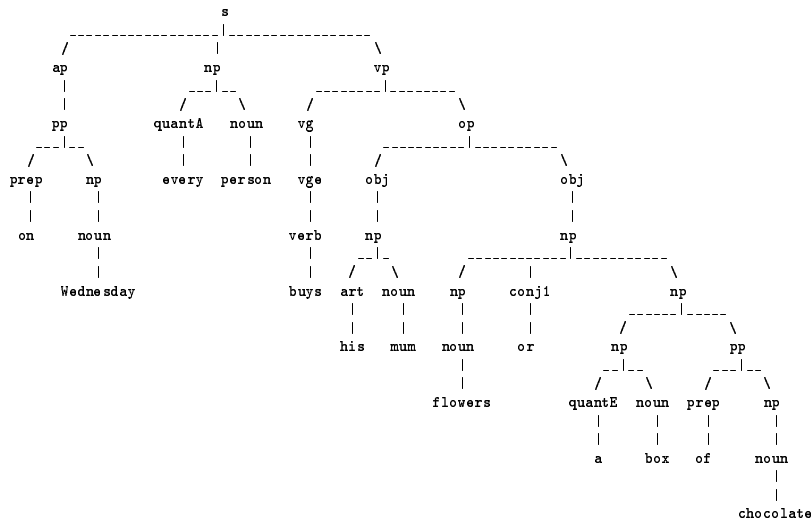 s
ap np vp
pp quantA noun vg op
prep np every person vge obj obj
on noun verb np np
Wednesday buys art noun np conj1 np
his mum noun or np pp
flowers quantE noun prep np
a box of noun
chocolate